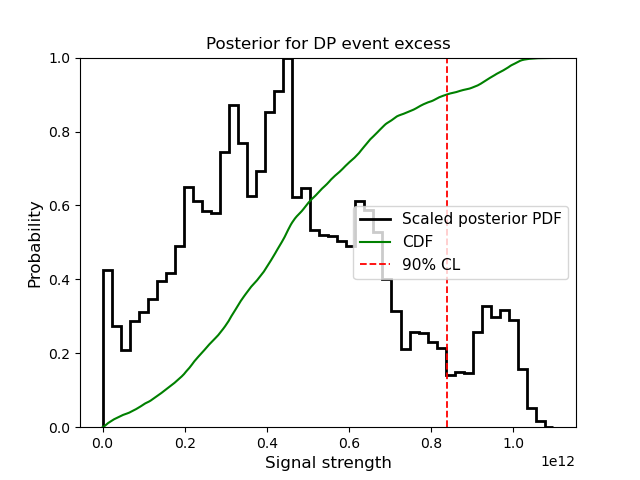 Posterior for DP event excess
Probability
1.0
0.8
0.6
0.4
0.2
0.0
Scaled posterior PDF
CDF
90% CL
0.0 0.2 0.4 0.6 0.8 1.0
1e12
Signal strength